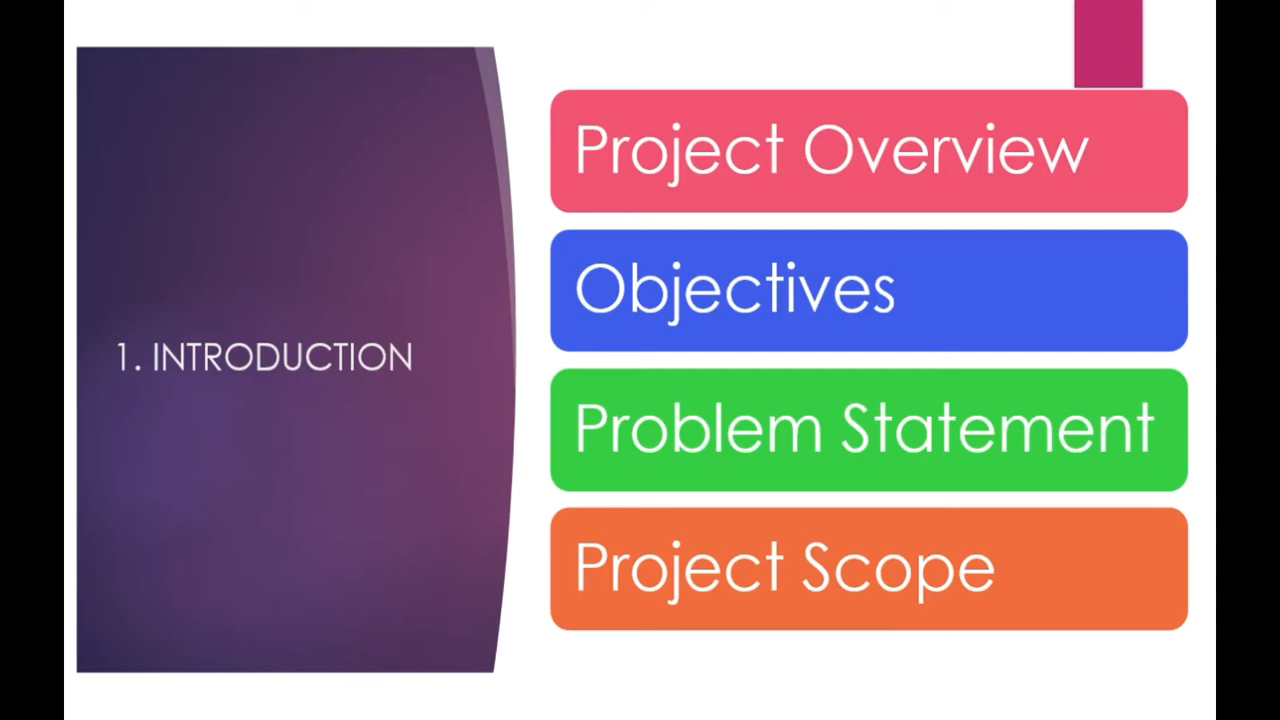 1. INTRODUCTION
Project Overview
Objectives
Problem Statement
Project Scope